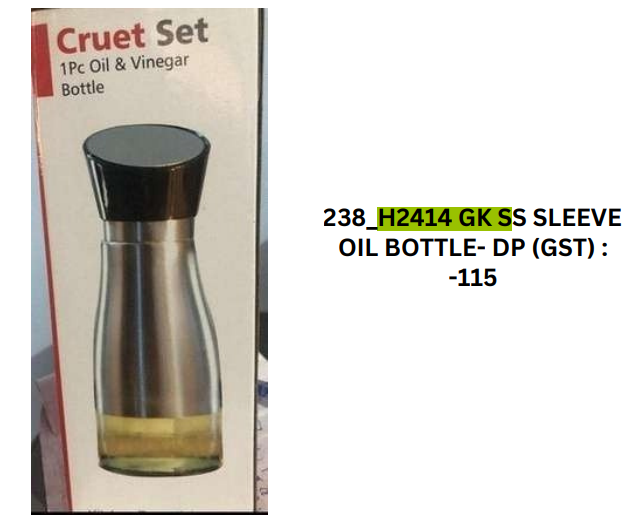 Cruet Set
1Pc Oil & Vinegar
Bottle
238_H2414 GK SS SLEEVE
OIL BOTTLE- DP (GST) :
-115